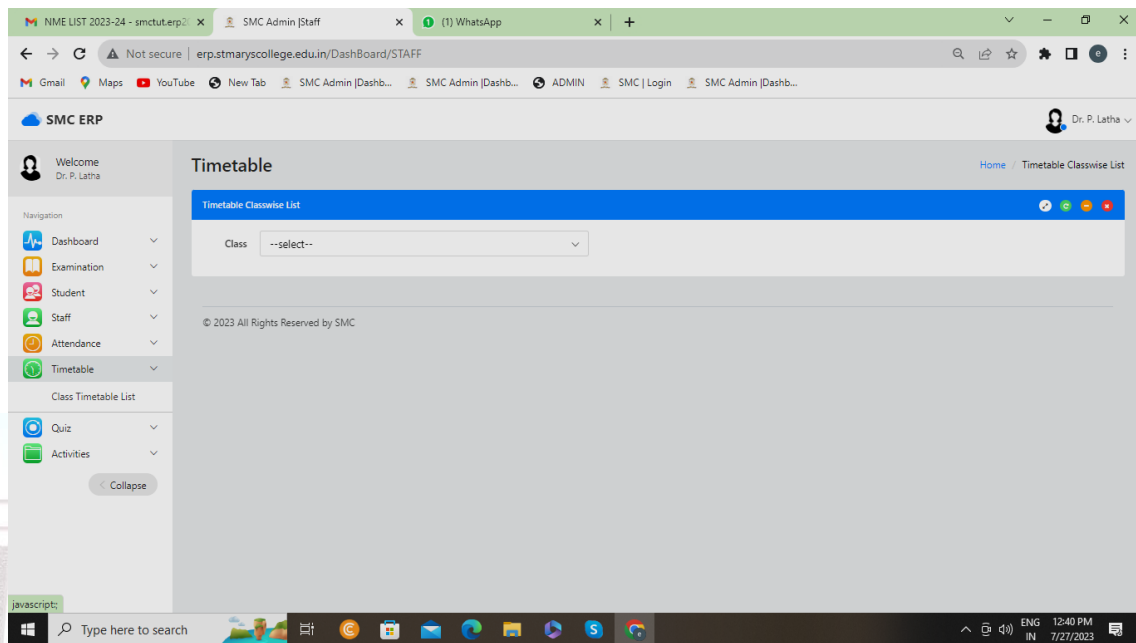 NME LIST 2023-24 - smctut.erp20
SMC Admin |Staff
(1) WhatsApp
Not secure | erp.stmaryscollege.edu.in/DashBoard/STAFF
Gmail Maps YouTube New Tab SMC Admin |Dashb... SMC Admin |Dashb... ADMIN SMC | Login SMC Admin |Dashb...
SMC ERP
Dr. P. Latha
Welcome
Dr. P. Latha
Timetable
Home / Timetable Classwise List
Navigation
Timetable Classwise List
Dashboard
Class --select--
Examination
Student
Staff
© 2023 All Rights Reserved by SMC
Attendance
Timetable
Class Timetable List
Quiz
Activities
< Collapse
javascript:;
Type here to search
ENG 12:40 PM
IN 7/27/2023